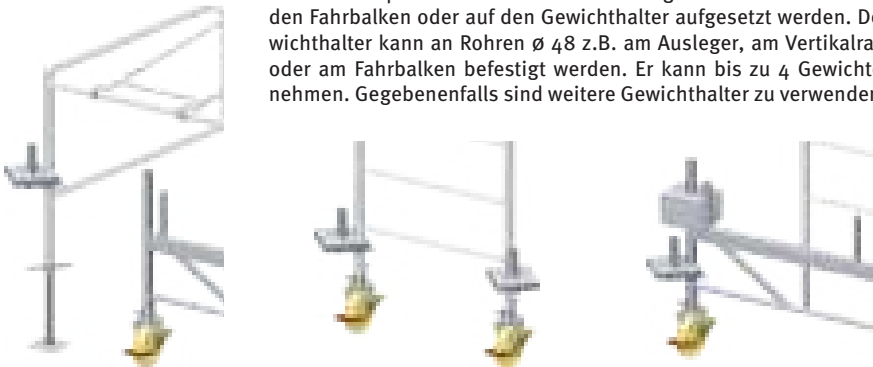 den Fahrbalken oder auf den Gewichthalter aufgesetzt werden.
wichthalter kann an Rohren ø 48 z.B. am Ausleger, am
oder am Fahrbalken befestigt werden. Er kann bis zu 4
nehmen. Gegebenenfalls sind weitere Gewichthalter zu